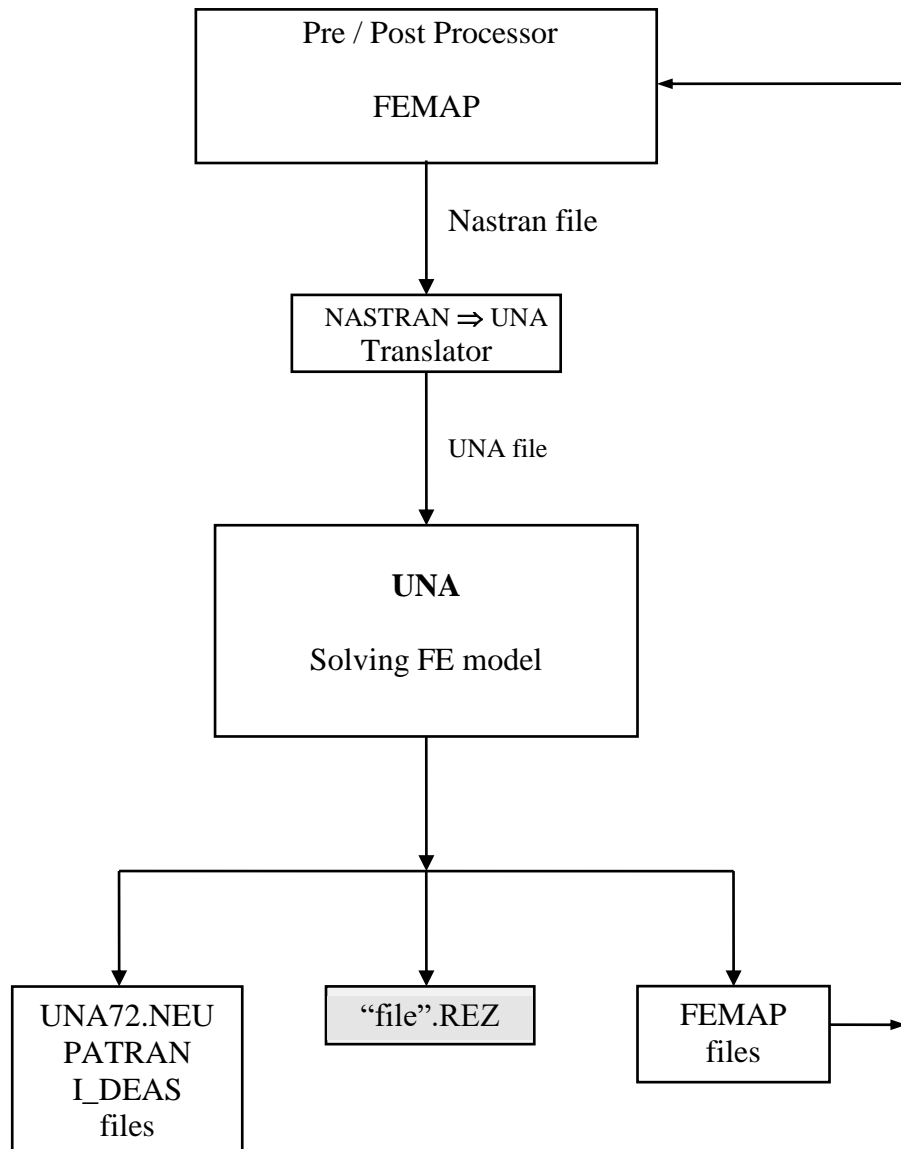 Pre / Post Processor
FEMAP
Nastran file
NASTRAN ⇒ UNA
Translator
UNA file
UNA
Solving FE model
UNA72.NEU
PATRAN
I_DEAS
files
“file”.REZ
FEMAP
files